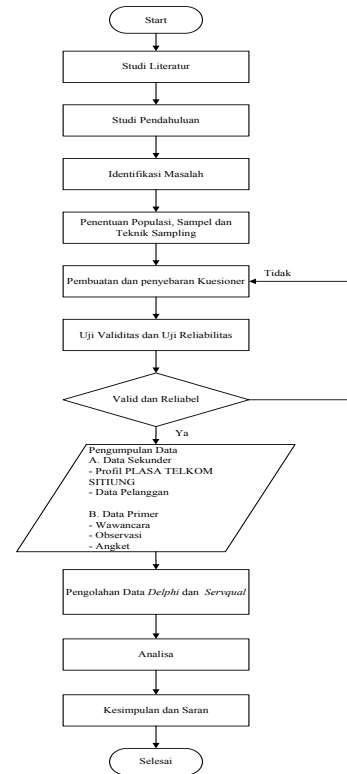 Start
Studi Literatur
Studi Pendahuluan
Identifikasi Masalah
Penentuan Populasi, Sampel dan
Teknik Sampling
Pembuatan dan penyebaran Kuesioner
Tidak
Uji Validitas dan Uji Reliabilitas
Valid dan Reliabel
Ya
Pengumpulan Data
A. Data Sekunder
- Profil PLASA TELKOM
SITIUNG
- Data Pelanggan
B. Data Primer
- Wawancara
- Observasi
- Angket
Pengolahan Data Delphi dan Servqual
Analisa
Kesimpulan dan Saran
Selesai